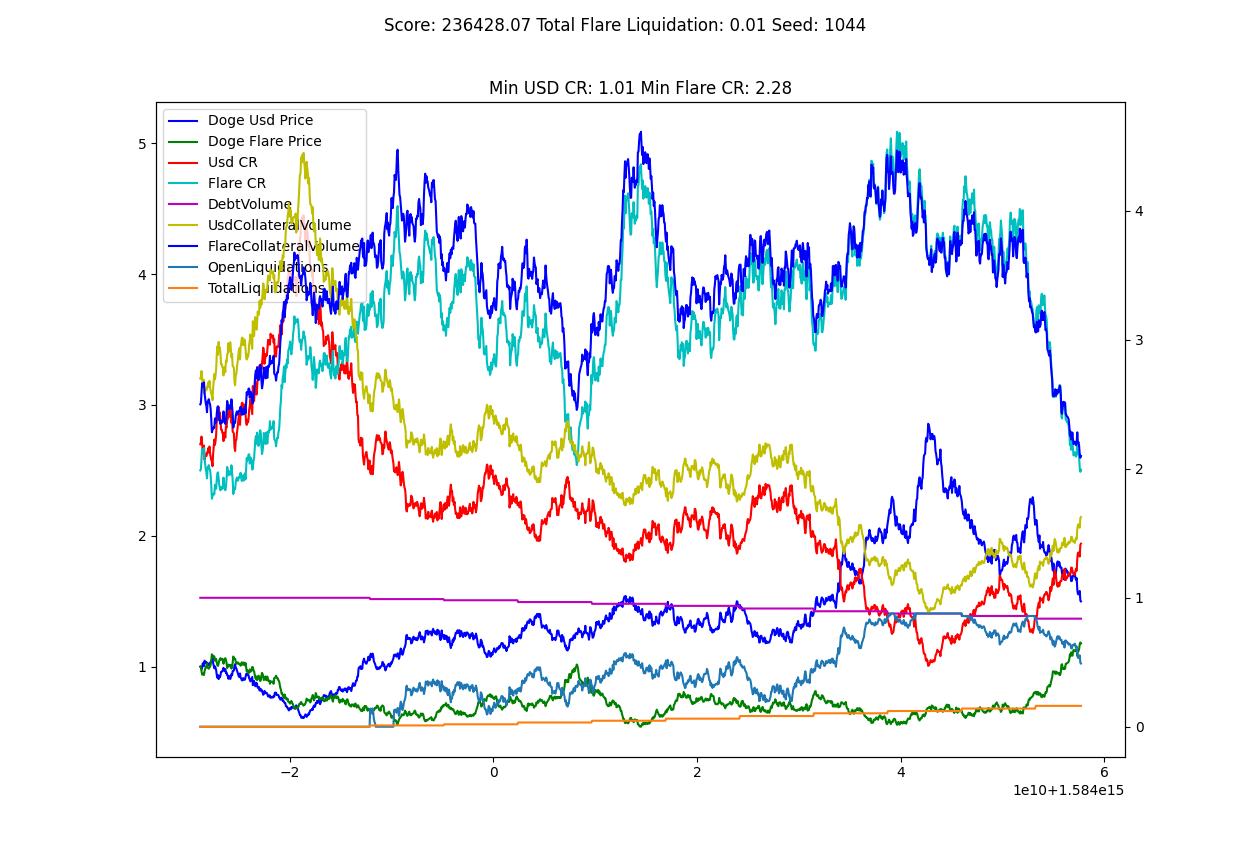 Score: 236428.07 Total Flare Liquidation: 0.01 Seed: 1044
Min USD CR: 1.01 Min Flare CR: 2.28
Doge Usd Price
Doge Flare Price
Usd CR
Flare CR
DebtVolume
UsdCollateralVolume
FlareCollateralVolume
OpenLiquidations
TotalLiquidations
5
4
3
2
1
4
3
2
1
0
−2
0
2
4
6
1e10+1.584e15